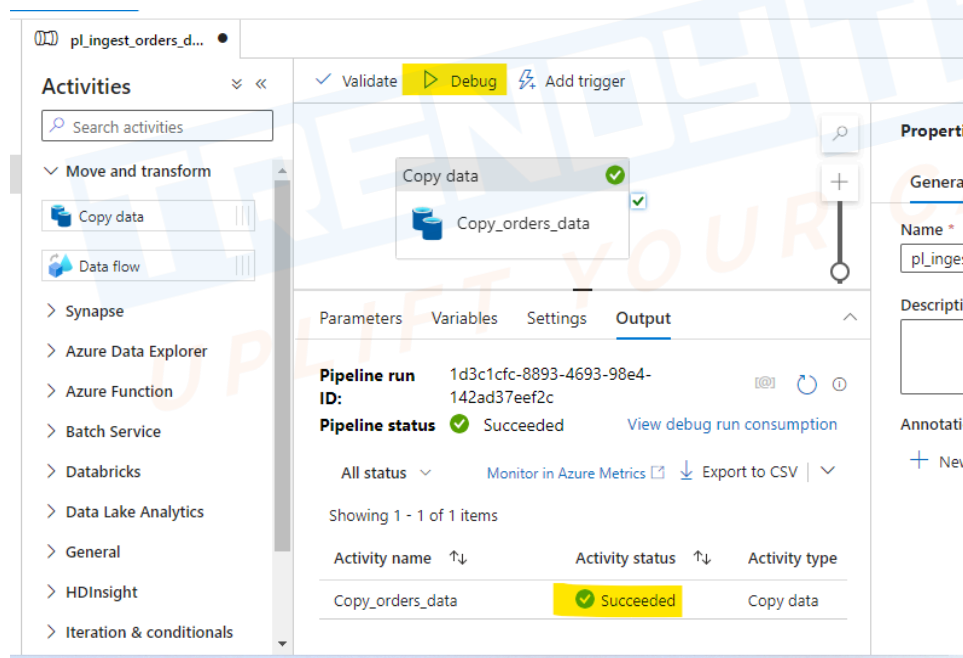 pl_ingest_orders_d...
Activities
Validate
Debug
Add trigger
Search activities
Move and transform
Copy data
Data flow
Synapse
Azure Data Explorer
Azure Function
Batch Service
Databricks
Data Lake Analytics
General
HDInsight
Iteration & conditionals
Copy data
Copy_orders_data
Parameters Variables Settings Output
Pipeline run ID:
1d3c1cfc-8893-4693-98e4-
142ad37eef2c
Pipeline status Succeeded View debug run consumption
All status Monitor in Azure Metrics Export to CSV
Showing 1 - 1 of 1 items
Activity name Activity status Activity type
Copy_orders_data Succeeded Copy data
Properti
Genera
Name *
pl_inges
Descripti
Annotati
New
UPLIFT YOUR CA